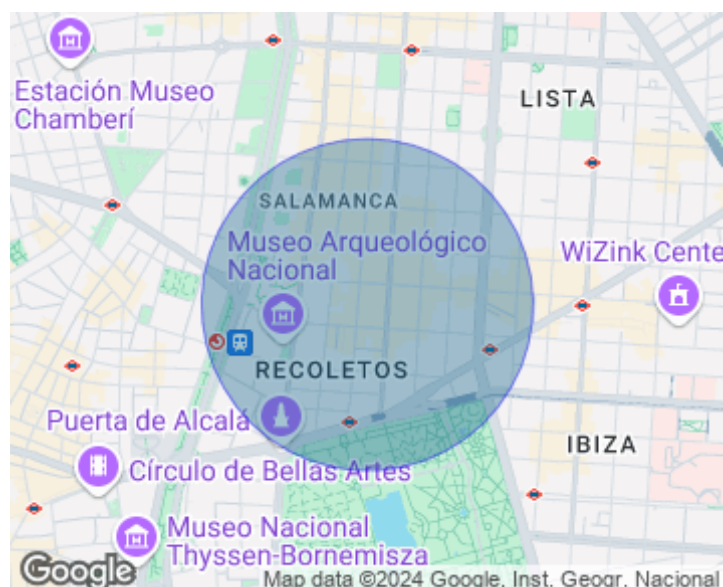 Estación Museo
Chamberí
LISTA
SALAMANCA
Museo Arqueológico
Nacional
WiZink Cente
RECOLETOS
Puerta de Alcalá
IBIZA
Círculo de Bellas Artes
Museo Nacional
Thyssen-Bornemisza
Google
Map data ©2024 Google, Inst. Geogr. Nacional